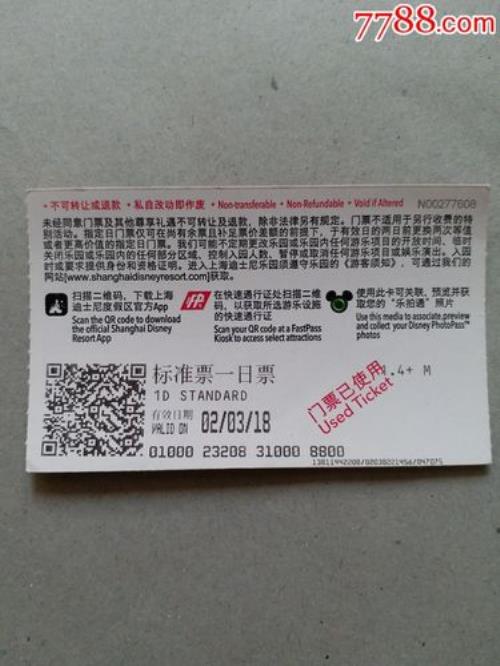 7788.com
• 不可转让或退款 • 私自改动即作废 • Non-transferable • Non-Refundable • Void if Altered N00277608
未经同意门票及其他尊享礼遇不可转让及退款，除非法律另有规定。门票不适用于另行收费的特
别活动。指定日门票仅可在尚有余票且补足票价差额的前提下，于有效日的两日前更换同等值
或者更高价值的指定日门票。我们可能不定期更改乐园或乐园内任何游乐项目的开放时间、临时
关闭乐园或乐园内的任何部分区域、控制入园人数、暂停或取消任何游乐项目或娱乐演出。入园
时或要求提供身份和资格证明。进入上海迪士尼乐园须遵守乐园的《游客须知》，可通过我们的
网站[www.shanghaidisneyresort.com]获取。
扫描二维码，下载上海
迪士尼度假区官方App
Scan the QR code to download
the official Shanghai Disney
Resort App
FP
在快速通行证处扫描二维
码，以获取所选游乐设施
的快速通行证
Scan your QR code at a FastPass
Kiosk to access select attractions
使用此卡可关联、预览并获
取您的“乐拍通”照片
Use this media to associate, preview
and collect your Disney PhotoPass
photos
标准票一日票
1D STANDARD
有效日期
VALID ON 02/03/18
1.4+ M
门票已使用
Used Ticket
01000 23208 31000 8800